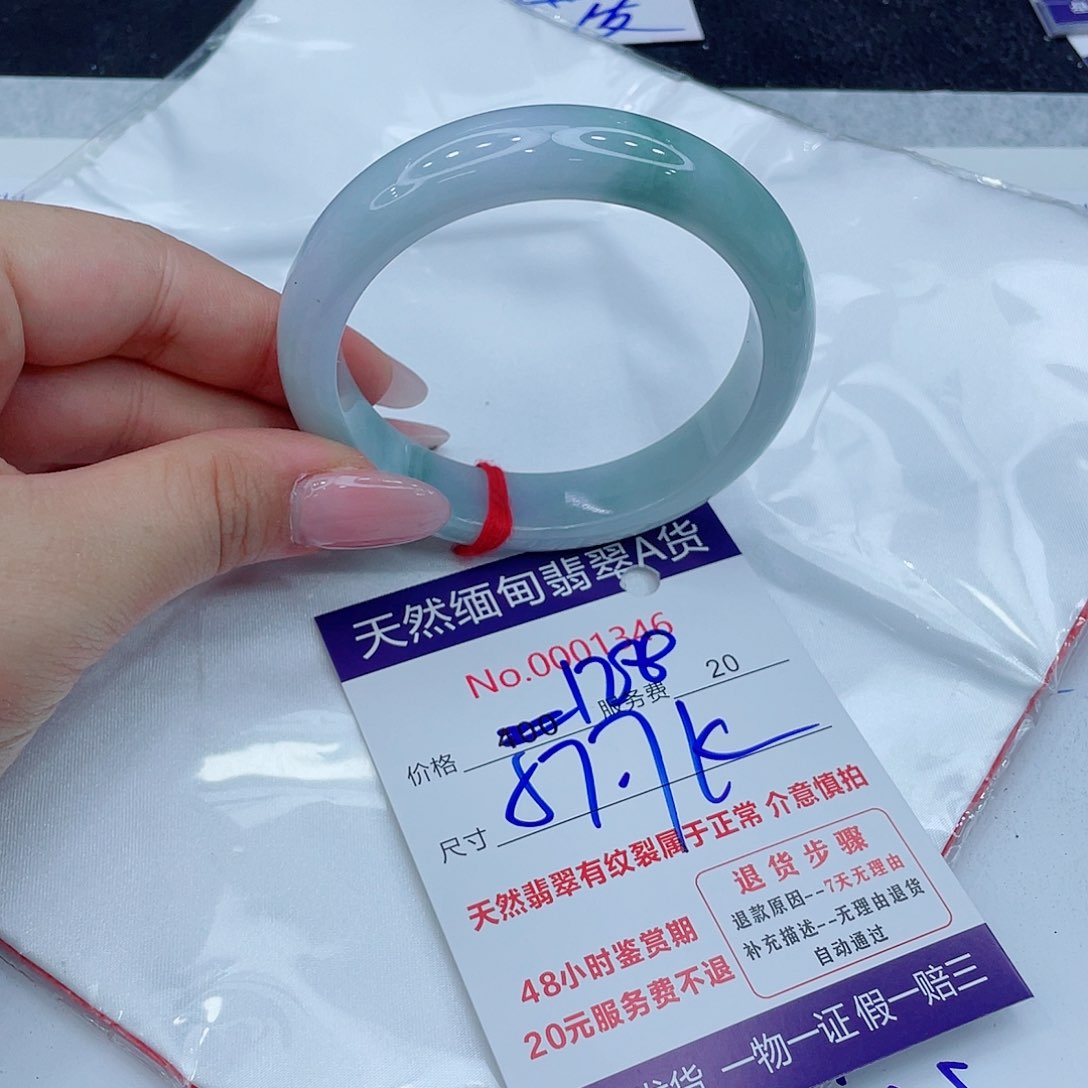 天然缅甸翡翠A货
No.0001346
-1288
价格 400 服务费 20
尺寸 87.7k
天然翡翠有纹裂属于正常 介意慎拍
48小时鉴赏期
20元服务费不退
退货步骤
退款原因--7天无理由
补充描述--无理由退货
自动通过
货 一物一证假一赔三